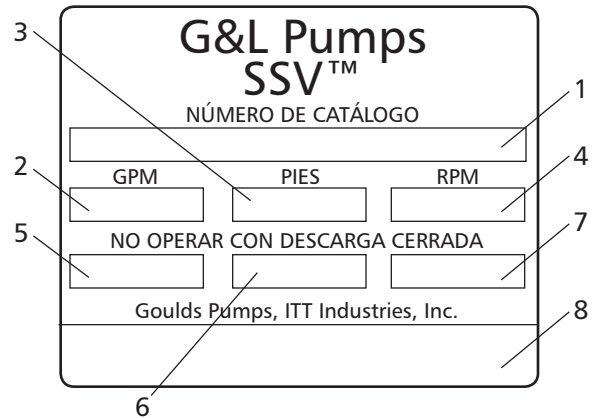 G&L Pumps
SSV™
NÚMERO DE CATÁLOGO
GPM PIES RPM
NO OPERAR CON DESCARGA CERRADA
Goulds Pumps, ITT Industries, Inc.
3
1
2
4
5
7
8
6